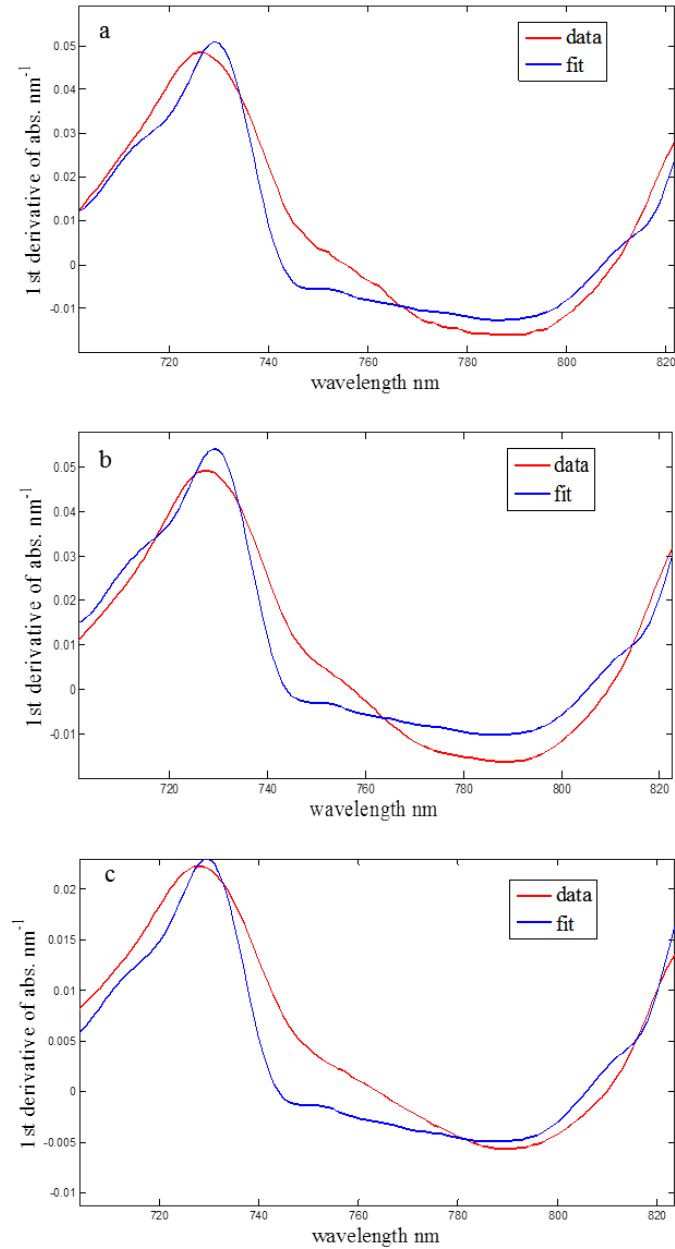 a
data
fit
0.05
0.04
0.03
0.02
0.01
0
-0.01
1st derivative of abs. nm-1
720
740
760
780
800
820
wavelength nm
b
data
fit
0.05
0.04
0.03
0.02
0.01
0
-0.01
1st derivative of abs. nm-1
720
740
760
780
800
820
wavelength nm
c
data
fit
0.02
0.015
0.01
0.005
0
-0.005
-0.01
1st derivative of abs. nm-1
720
740
760
780
800
820
wavelength nm